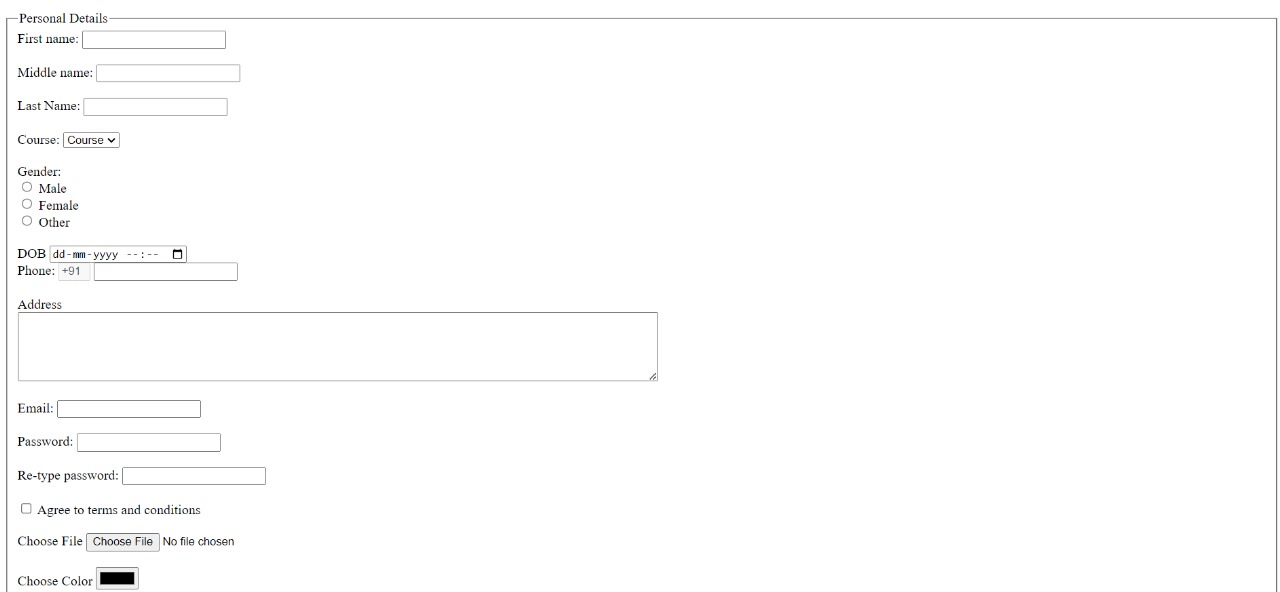 Personal Details
First name:
Middle name:
Last Name:
Course: Course
Gender:
Male
Female
Other
DOB dd-mm-yyyy --:--
Phone: +91
Address
Email:
Password:
Re-type password:
Agree to terms and conditions
Choose File Choose File No file chosen
Choose Color